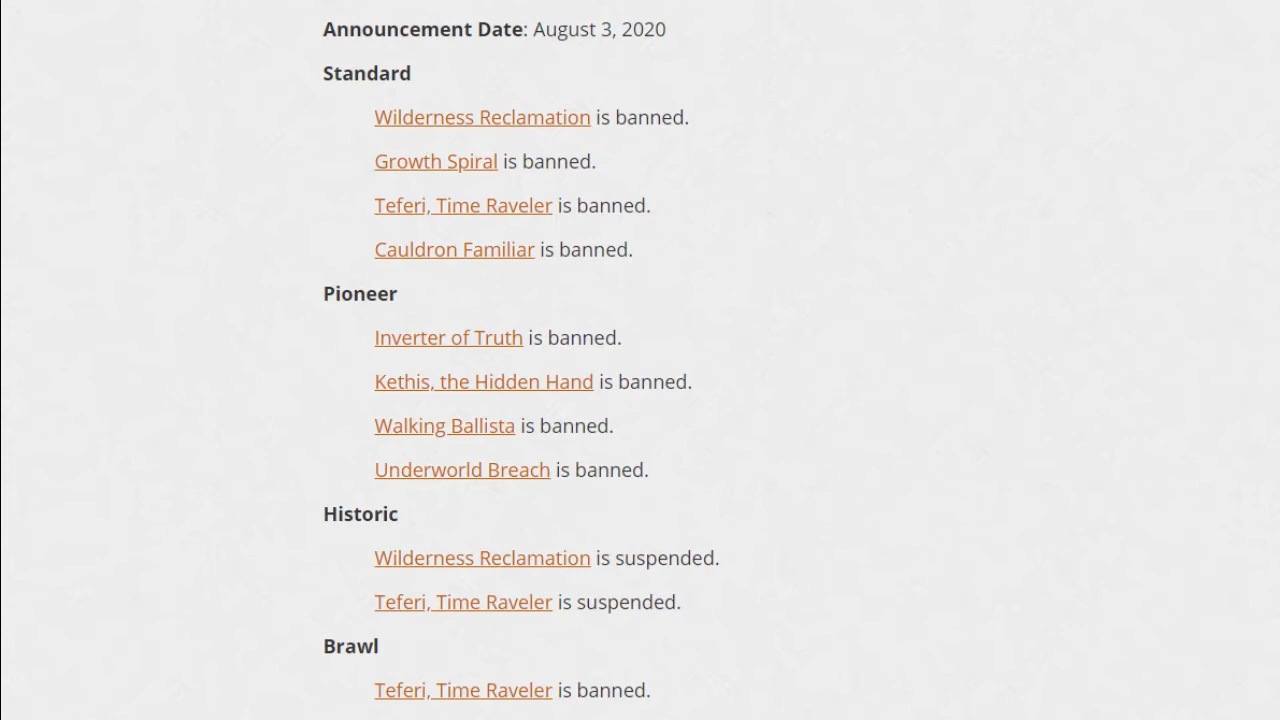 Announcement Date: August 3, 2020
Standard
Wilderness Reclamation is banned.
Growth Spiral is banned.
Teferi, Time Raveler is banned.
Cauldron Familiar is banned.
Pioneer
Inverter of Truth is banned.
Kethis, the Hidden Hand is banned.
Walking Ballista is banned.
Underworld Breach is banned.
Historic
Wilderness Reclamation is suspended.
Teferi, Time Raveler is suspended.
Brawl
Teferi, Time Raveler is banned.